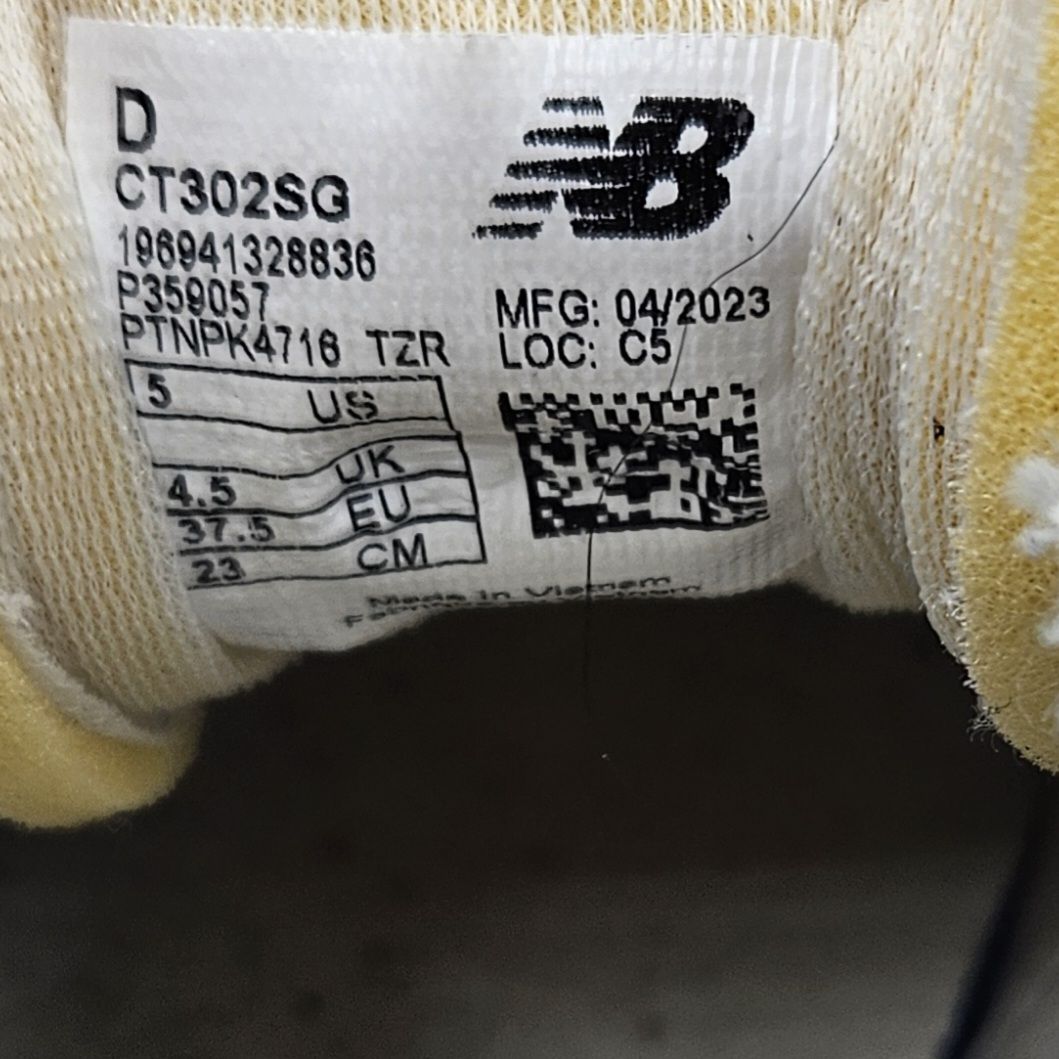 D
CT302SG
196941328836
P359057
PTNPK4716 TZR
NB
MFG: 04/2023
LOC: C5
5 US
4.5 UK
37.5 EU
23 CM
Made in Vietnam